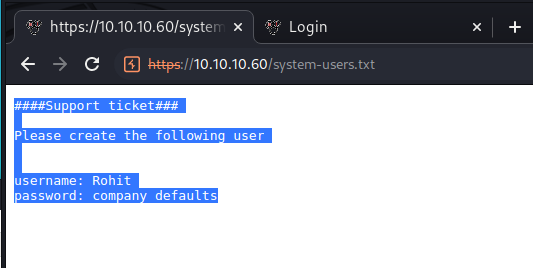 https://10.10.10.60/system
Login
https://10.10.10.60/system-users.txt
####Support ticket###
Please create the following user
username: Rohit
password: company defaults